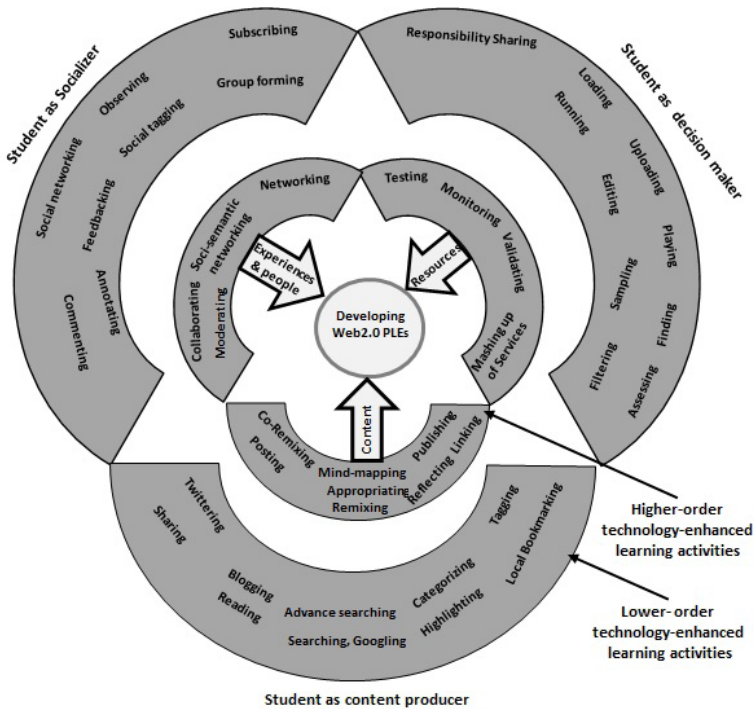 Student as Socializer
Subscribing
Observing
Group forming
Social tagging
Social networking
Feedbacking
Annotating
Commenting
Student as decision maker
Responsibility Sharing
Loading
Running
Uploading
Editing
Playing
Sampling
Finding
Filtering
Assessing
Networking
Soci-semantic
networking
Collaborating
Moderating
Experiences
& people
Testing
Monitoring
Validating
Mashing up
of Services
Resources
Developing
Web2.0 PLEs
Content
Co-Remixing
Posting
Mind-mapping
Appropriating
Remixing
Publishing
Linking
Reflecting
Twittering
Sharing
Blogging
Reading
Advance searching
Searching, Googling
Categorizing
Highlighting
Tagging
Local Bookmarking
Higher-order
technology-enhanced
learning activities
Lower- order
technology-enhanced
learning activities
Student as content producer